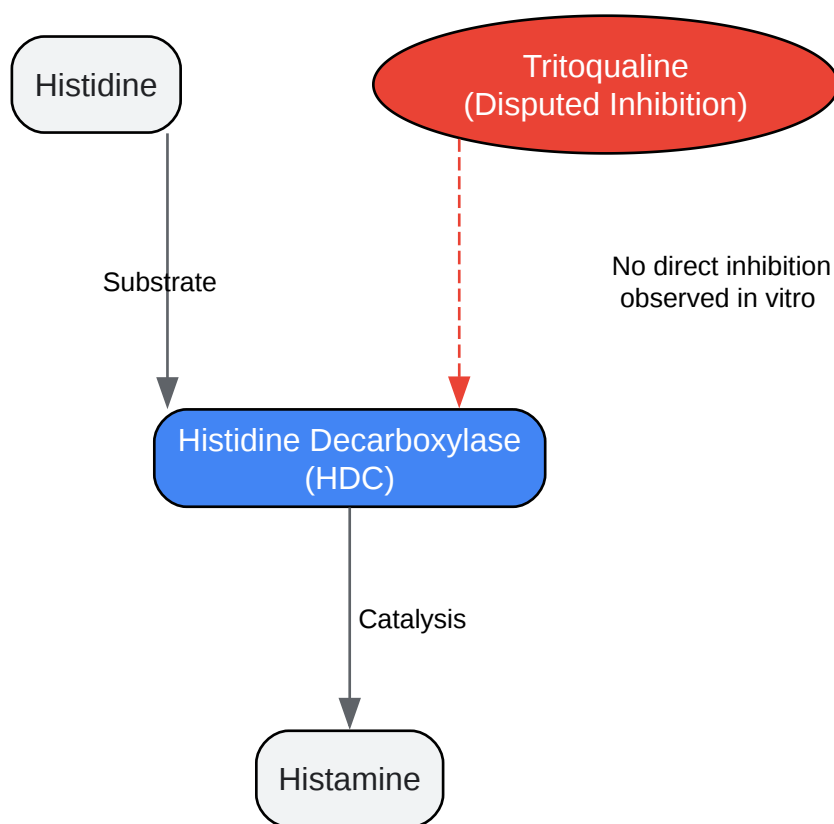 Histidine
Tritoqualine
(Disputed Inhibition)
Substrate
No direct inhibition
observed in vitro
Histidine Decarboxylase
(HDC)
Catalysis
Histamine